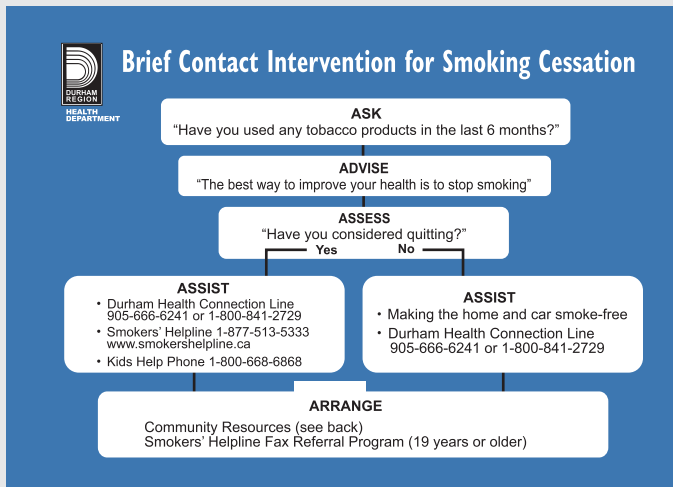 Brief Contact Intervention for Smoking Cessation
DURHAM
REGION
HEALTH
DEPARTMENT
ASK
“Have you used any tobacco products in the last 6 months?”
ADVISE
“The best way to improve your health is to stop smoking”
ASSESS
“Have you considered quitting?”
Yes
No
ASSIST
• Durham Health Connection Line
905-666-6241 or 1-800-841-2729
• Smokers’ Helpline 1-877-513-5333
www.smokershelpline.ca
• Kids Help Phone 1-800-668-6868
ASSIST
• Making the home and car smoke-free
• Durham Health Connection Line
905-666-6241 or 1-800-841-2729
ARRANGE
Community Resources (see back)
Smokers’ Helpline Fax Referral Program (19 years or older)